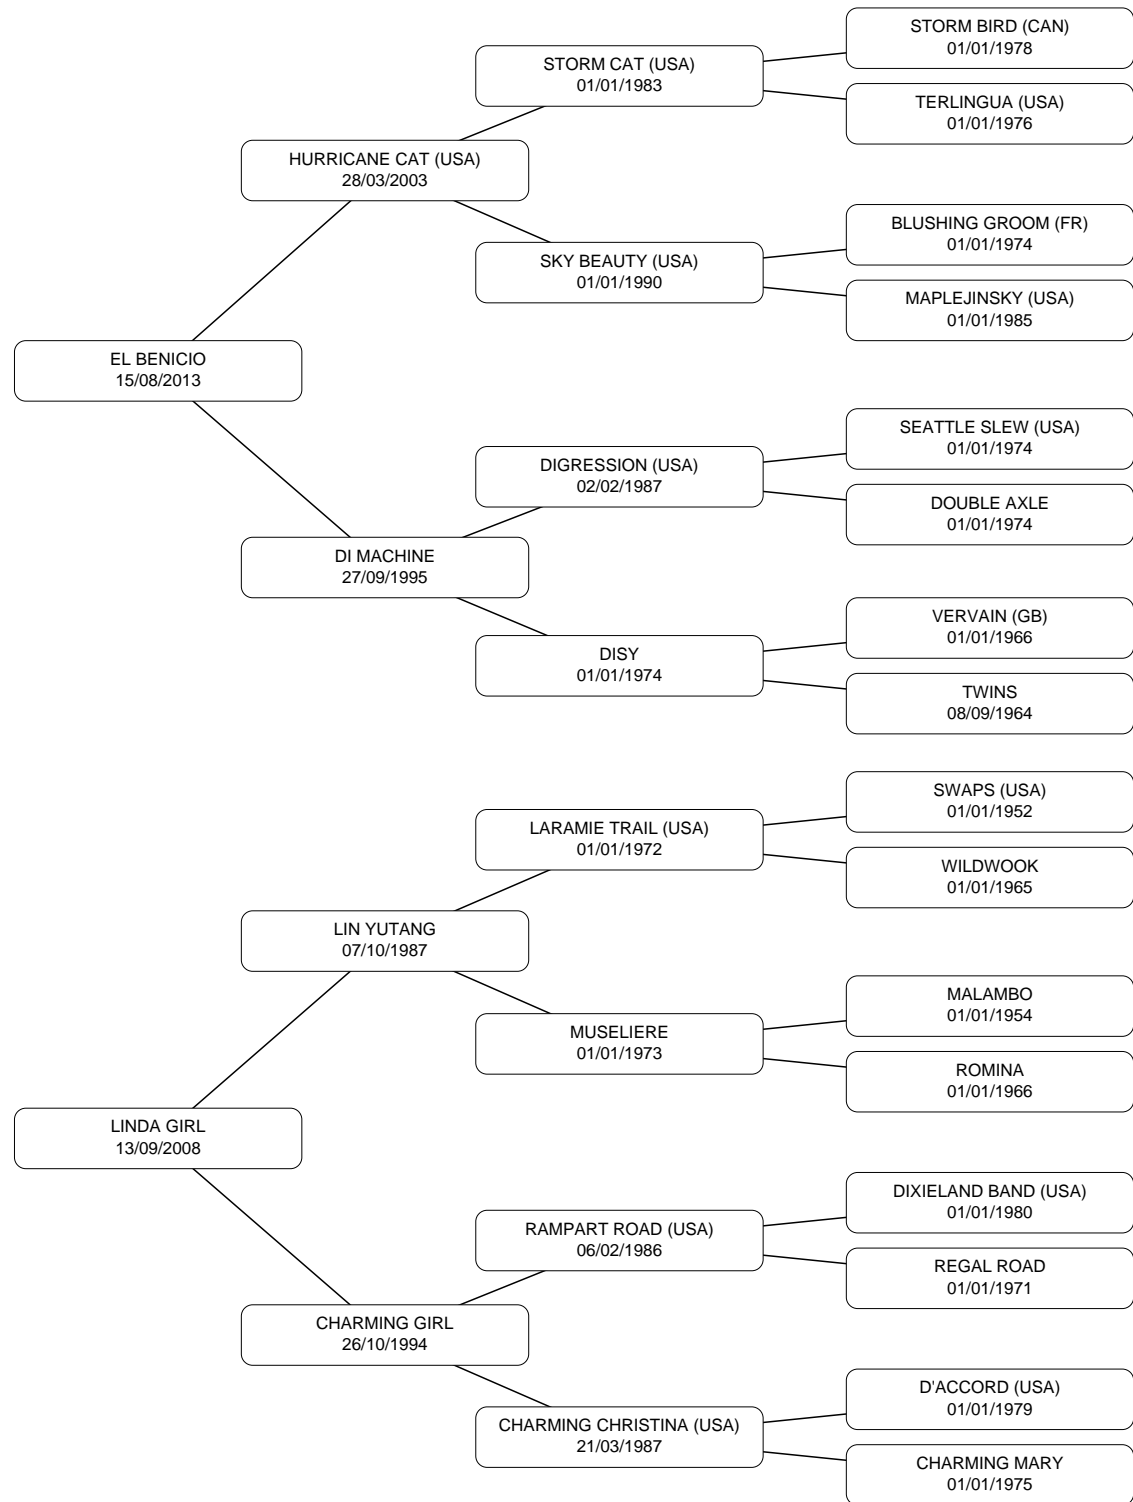 STORM BIRD (CAN)
01/01/1978
STORM CAT (USA)
01/01/1983
TERLINGUA (USA)
01/01/1976
HURRICANE CAT (USA)
28/03/2003
BLUSHING GROOM (FR)
01/01/1974
SKY BEAUTY (USA)
01/01/1990
MAPLEJINSKY (USA)
01/01/1985
EL BENICIO
15/08/2013
SEATTLE SLEW (USA)
01/01/1974
DIGRESSION (USA)
02/02/1987
DOUBLE AXLE
01/01/1974
DI MACHINE
27/09/1995
VERVAIN (GB)
01/01/1966
DISY
01/01/1974
TWINS
08/09/1964
SWAPS (USA)
01/01/1952
LARAMIE TRAIL (USA)
01/01/1972
WILDWOOK
01/01/1965
LIN YUTANG
07/10/1987
MALAMBO
01/01/1954
MUSELIERE
01/01/1973
ROMINA
01/01/1966
LINDA GIRL
13/09/2008
DIXIELAND BAND (USA)
01/01/1980
RAMPART ROAD (USA)
06/02/1986
REGAL ROAD
01/01/1971
CHARMING GIRL
26/10/1994
D'ACCORD (USA)
01/01/1979
CHARMING CHRISTINA (USA)
21/03/1987
CHARMING MARY
01/01/1975